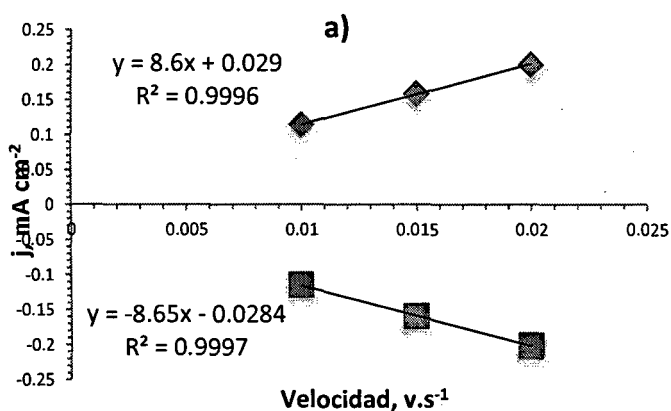 a)
0.2
y = 8.6x + 0.029
0.15
R² = 0.9996
0.1
0.05
j, mA cm⁻²
0
0 0.005 0.01 0.015 0.02 0.025
-0.05
-0.1
-0.15
y = -8.65x - 0.0284
-0.2
R² = 0.9997
-0.25
Velocidad, v.s⁻¹